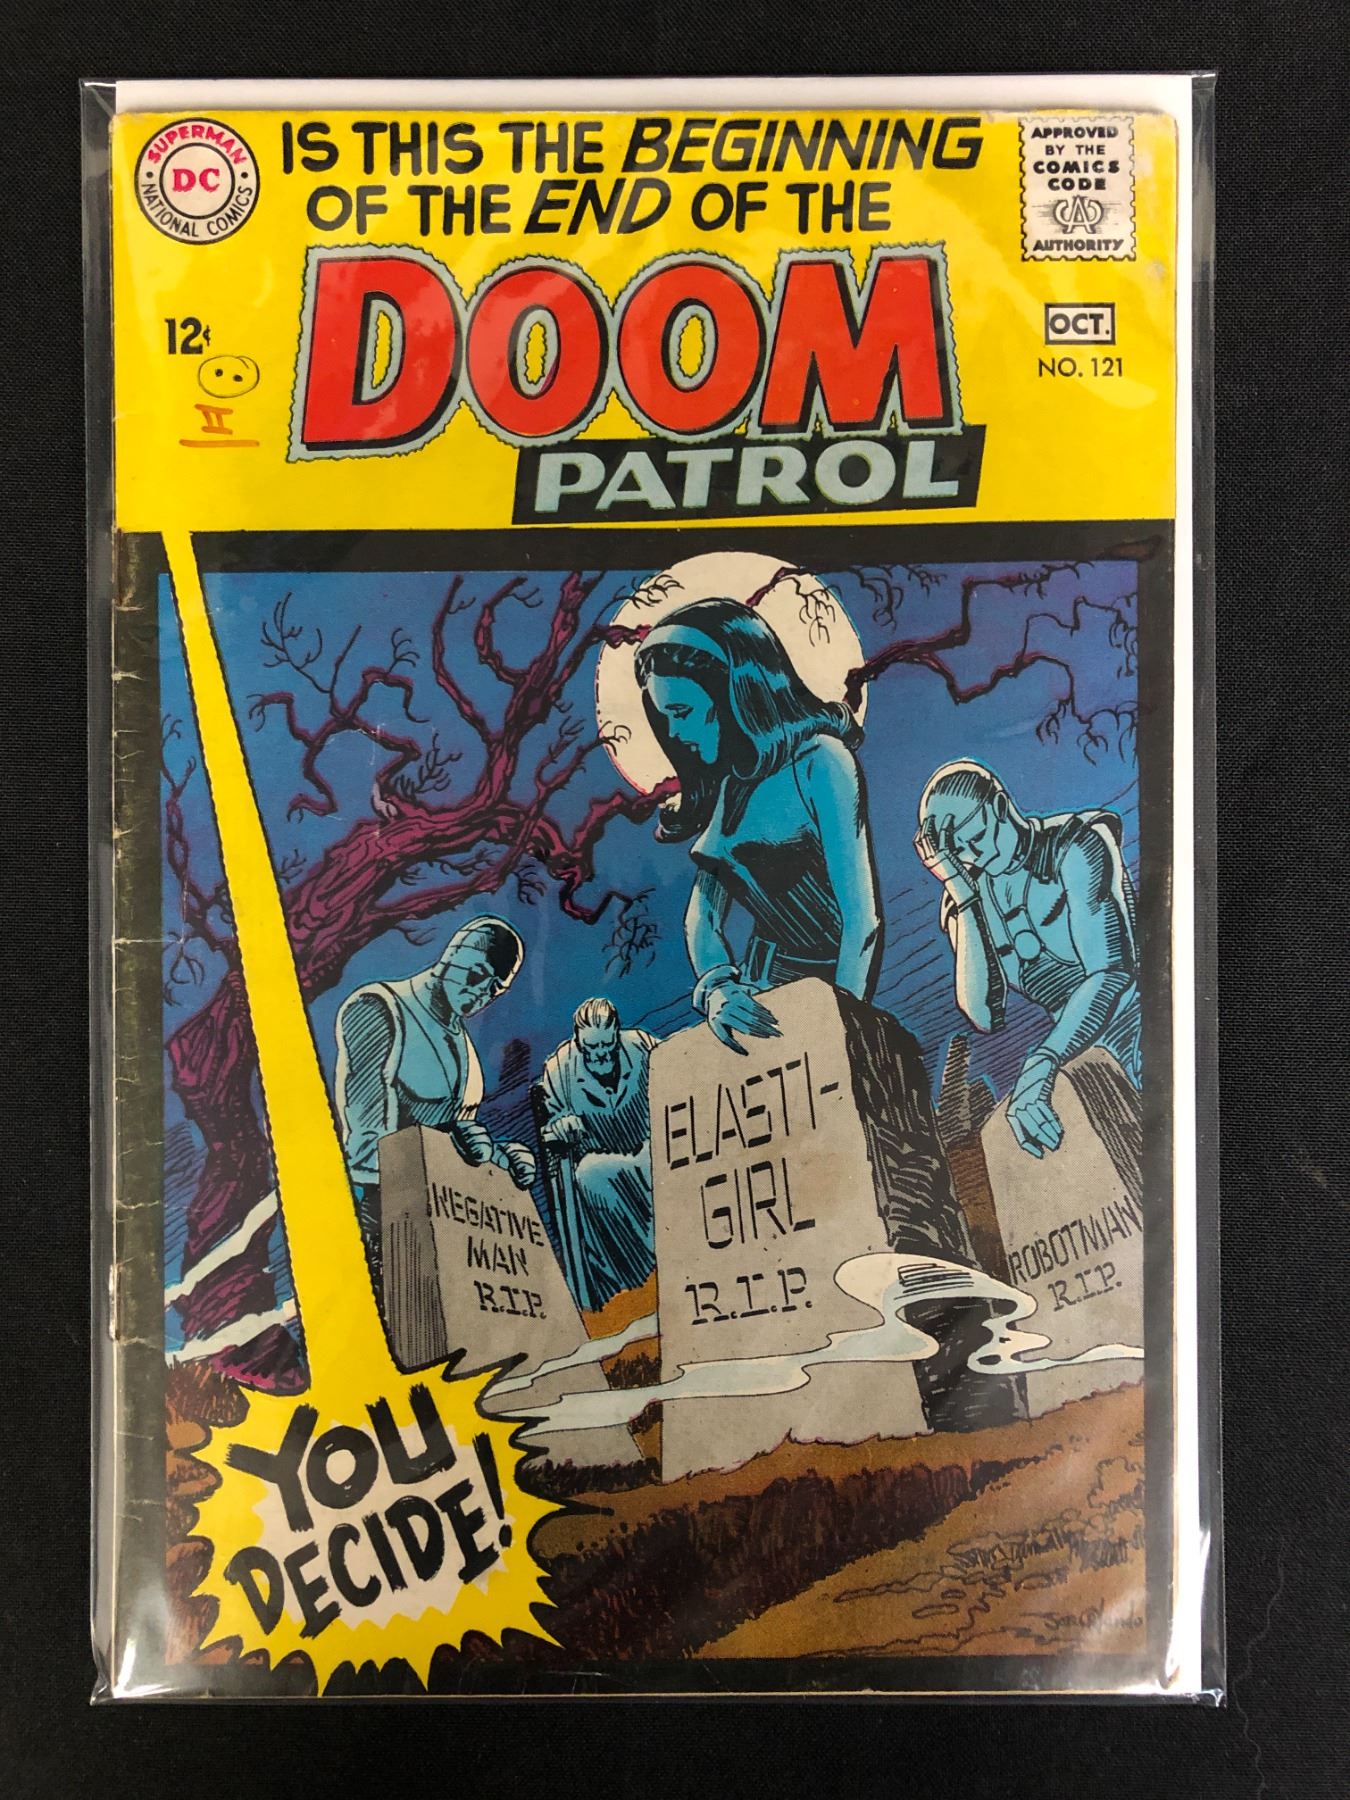 SUPERMAN
DC
NATIONAL COMICS
IS THIS THE BEGINNING
OF THE END OF THE
DOOM
PATROL
12¢
APPROVED
BY THE
COMICS
CODE
AUTHORITY
OCT.
NO. 121
NEGATIVE
MAN
R.I.P.
ELASTI-
GIRL
R.I.P.
ROBOTMAN
R.I.P.
YOU
DECIDE!